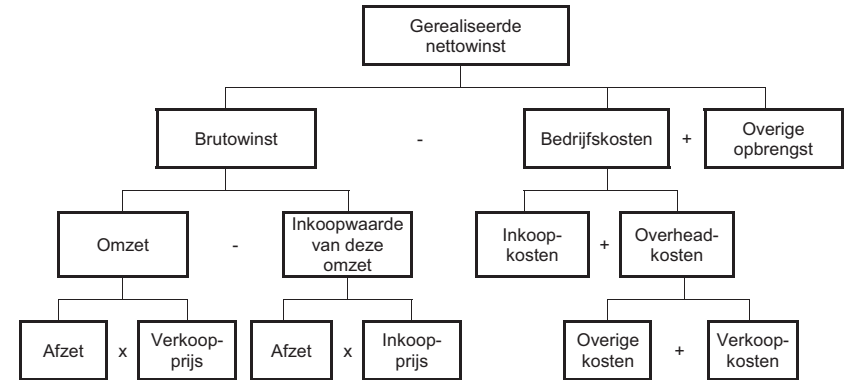 Gerealiseerde
nettowinst
Brutowinst
-
Bedrijfskosten
+
Overige
opbrengst
Omzet
-
Inkoopwaarde
van deze
omzet
Inkoop-
kosten
+
Overhead-
kosten
Afzet
x
Verkoop-
prijs
Afzet
x
Inkoop-
prijs
Overige
kosten
+
Verkoop-
kosten